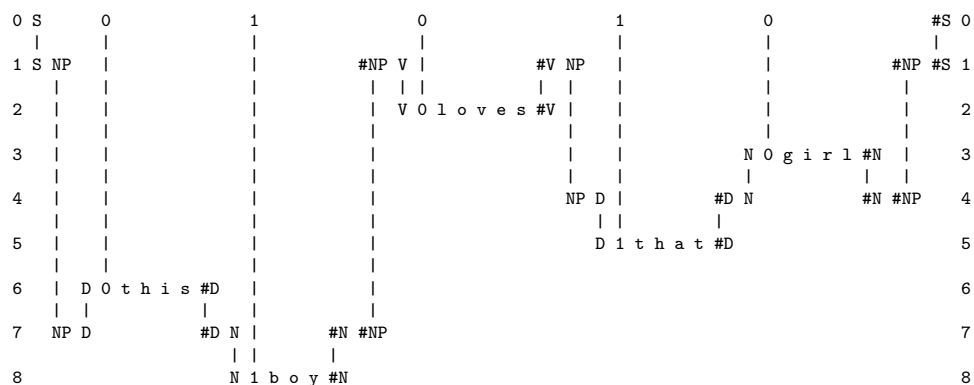 0 S 0 1 0 1 0 #S 0
1 S NP #NP V #V NP #NP #S 1
2 V 0 l o v e s #V 2
3 N 0 g i r l #N 3
4 NP D #D N #N #NP 4
5 D 1 t h a t #D 5
6 D 0 t h i s #D 6
7 NP D #D N #N #NP 7
8 N 1 b o y #N 8